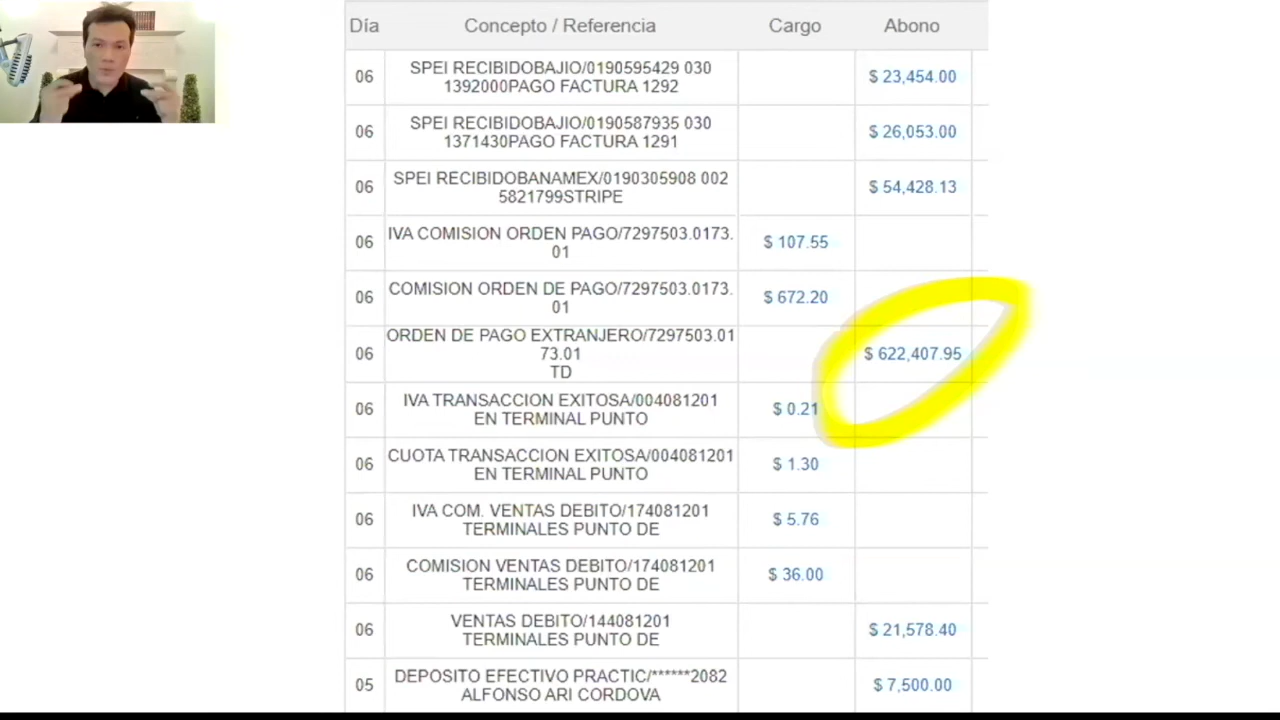 Día Concepto / Referencia Cargo Abono
06 SPEI RECIBIDOBAJIO/0190595429 030 $ 23,454.00
1392000PAGO FACTURA 1292
06 SPEI RECIBIDOBAJIO/0190587935 030 $ 26,053.00
1371430PAGO FACTURA 1291
06 SPEI RECIBIDOBANAMEX/0190305908 002 $ 54,428.13
5821799STRIPE
06 IVA COMISION ORDEN PAGO/7297503.0173. $ 107.55
01
06 COMISION ORDEN DE PAGO/7297503.0173. $ 672.20
01
ORDEN DE PAGO EXTRANJERO/7297503.01
06 73.01 $ 622,407.95
TD
06 IVA TRANSACCION EXITOSA/004081201 $ 0.21
EN TERMINAL PUNTO
06 CUOTA TRANSACCION EXITOSA/004081201 $ 1.30
EN TERMINAL PUNTO
06 IVA COM. VENTAS DEBITO/174081201 $ 5.76
TERMINALES PUNTO DE
06 COMISION VENTAS DEBITO/174081201 $ 36.00
TERMINALES PUNTO DE
06 VENTAS DEBITO/144081201 $ 21,578.40
TERMINALES PUNTO DE
05 DEPOSITO EFECTIVO PRACTIC/******2082 $ 7,500.00
ALFONSO ARI CORDOVA